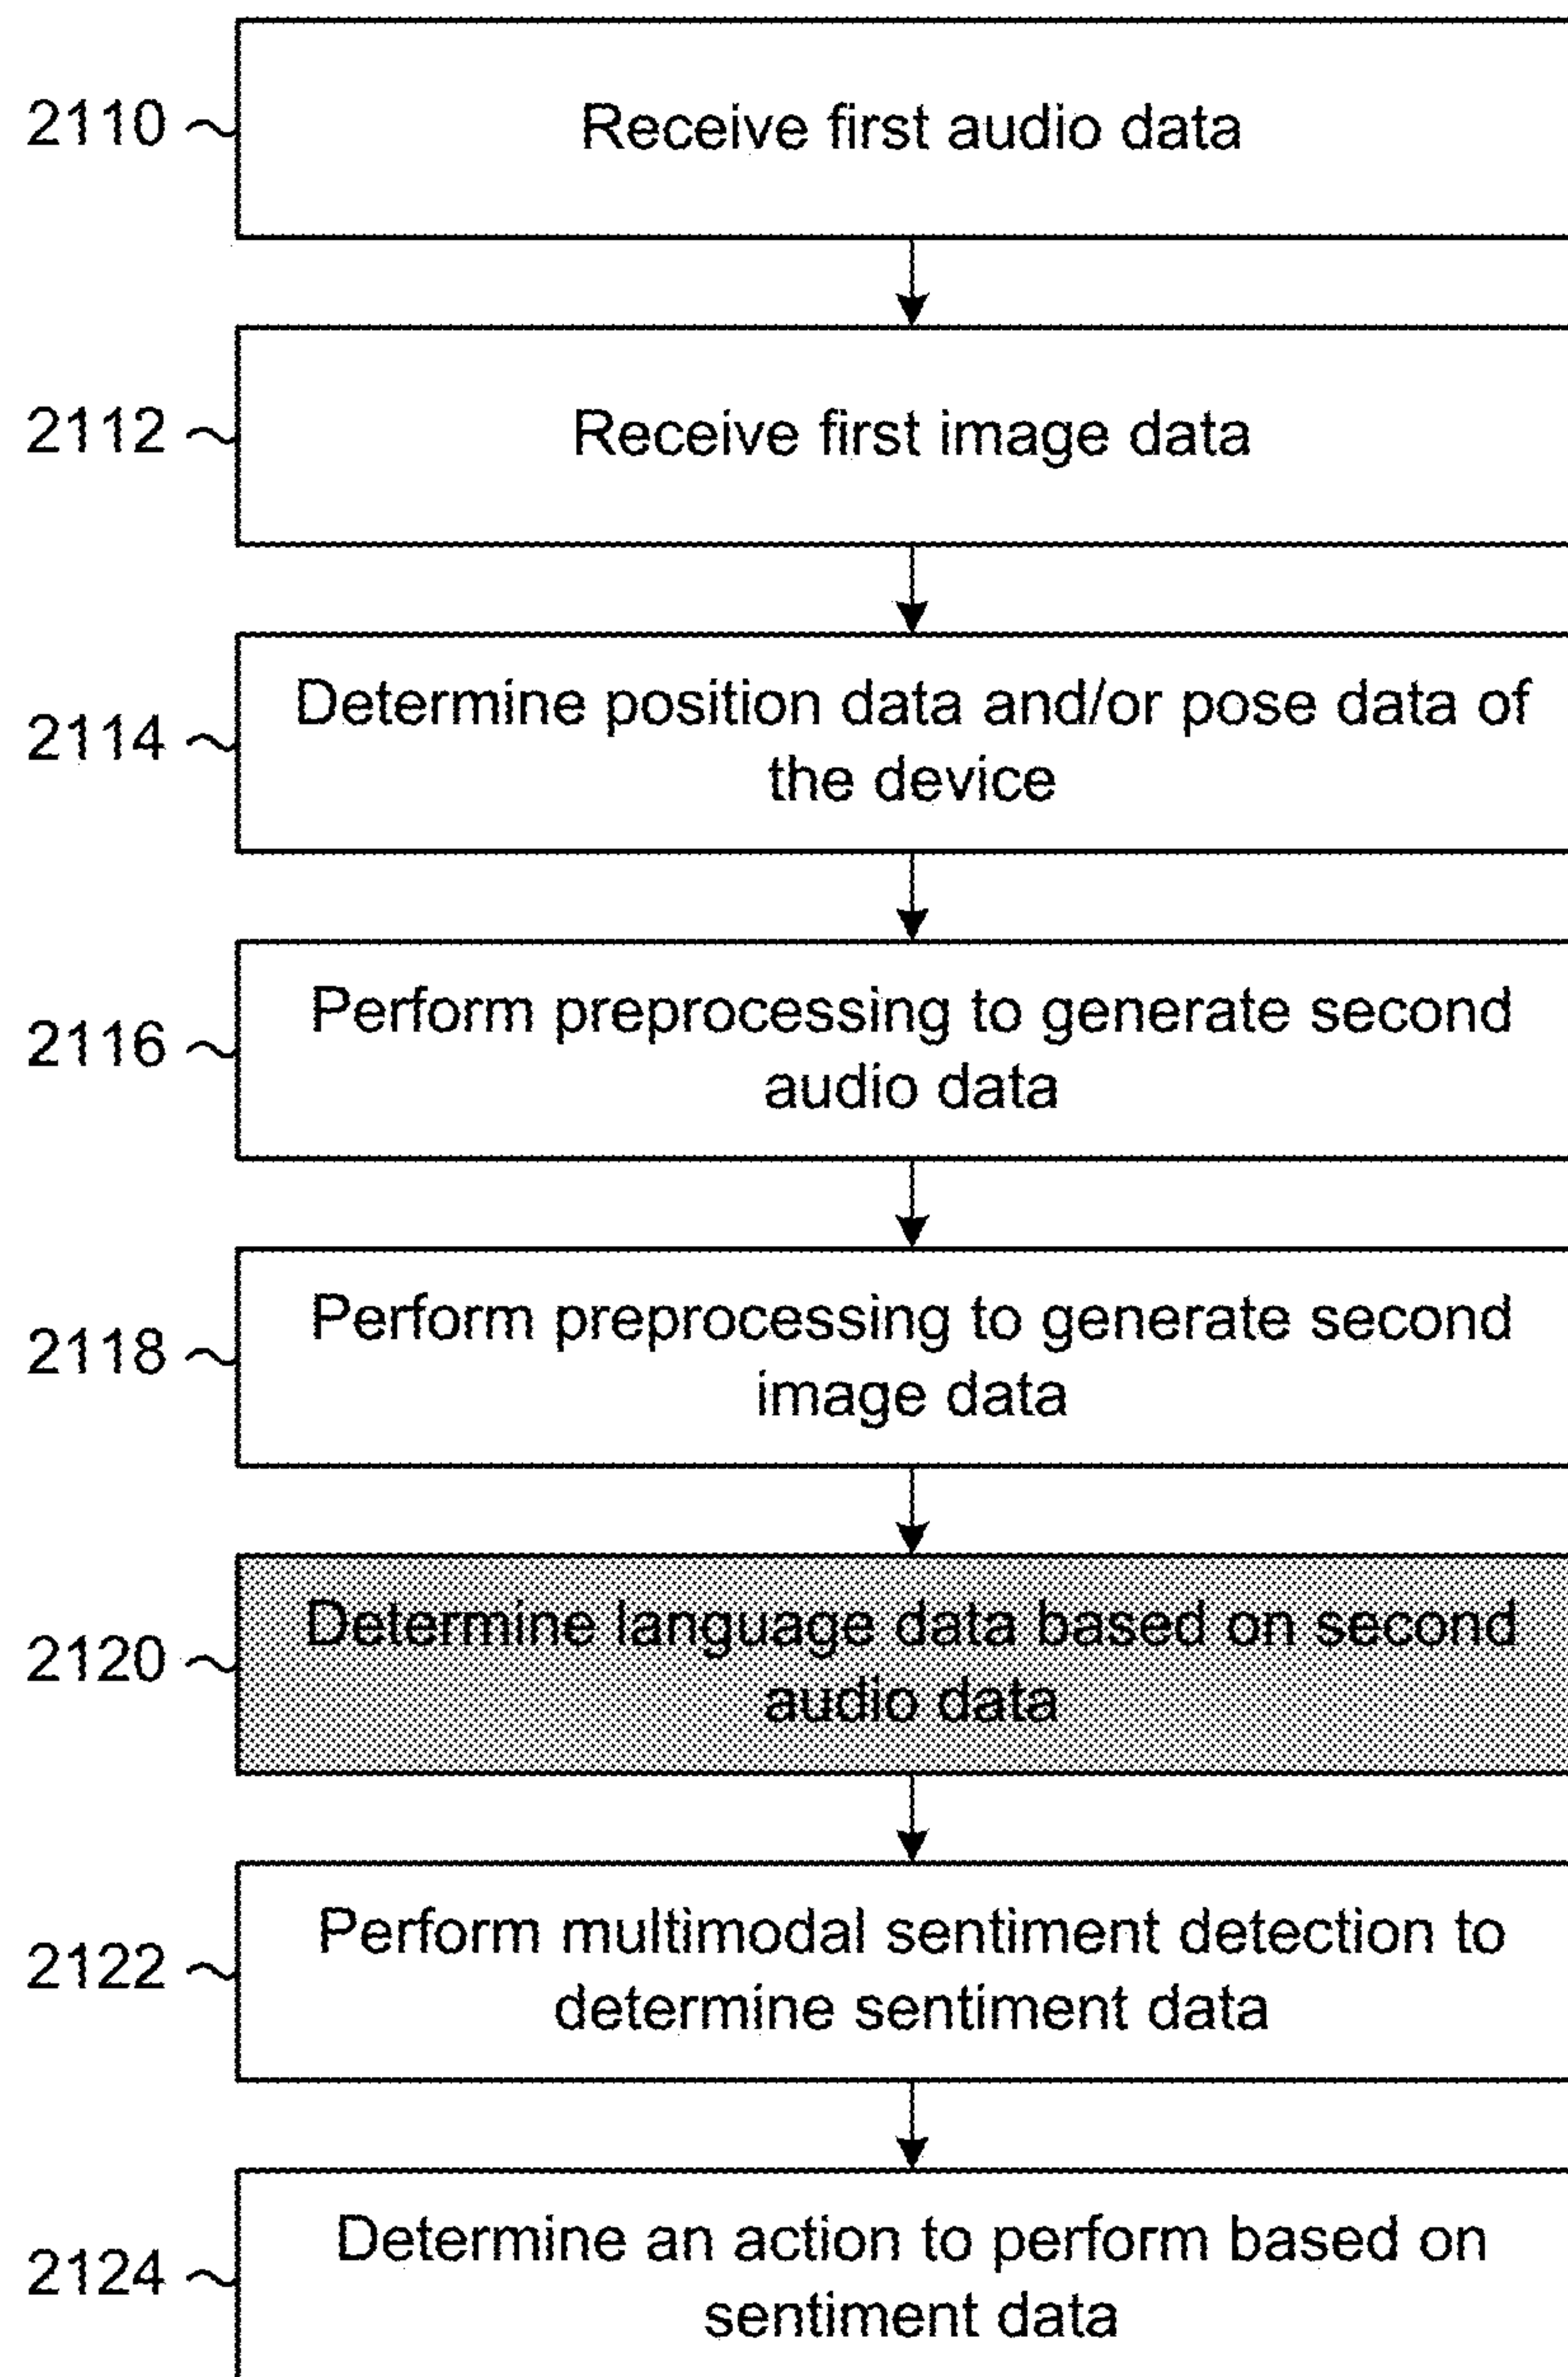 2110
Receive first audio data
2112
Receive first image data
2114
Determine position data and/or pose data of
the device
2116
Perform preprocessing to generate second
audio data
2118
Perform preprocessing to generate second
image data
2120
Determine language data based on second
audio data
2122
Perform multimodal sentiment detection to
determine sentiment data
2124
Determine an action to perform based on
sentiment data